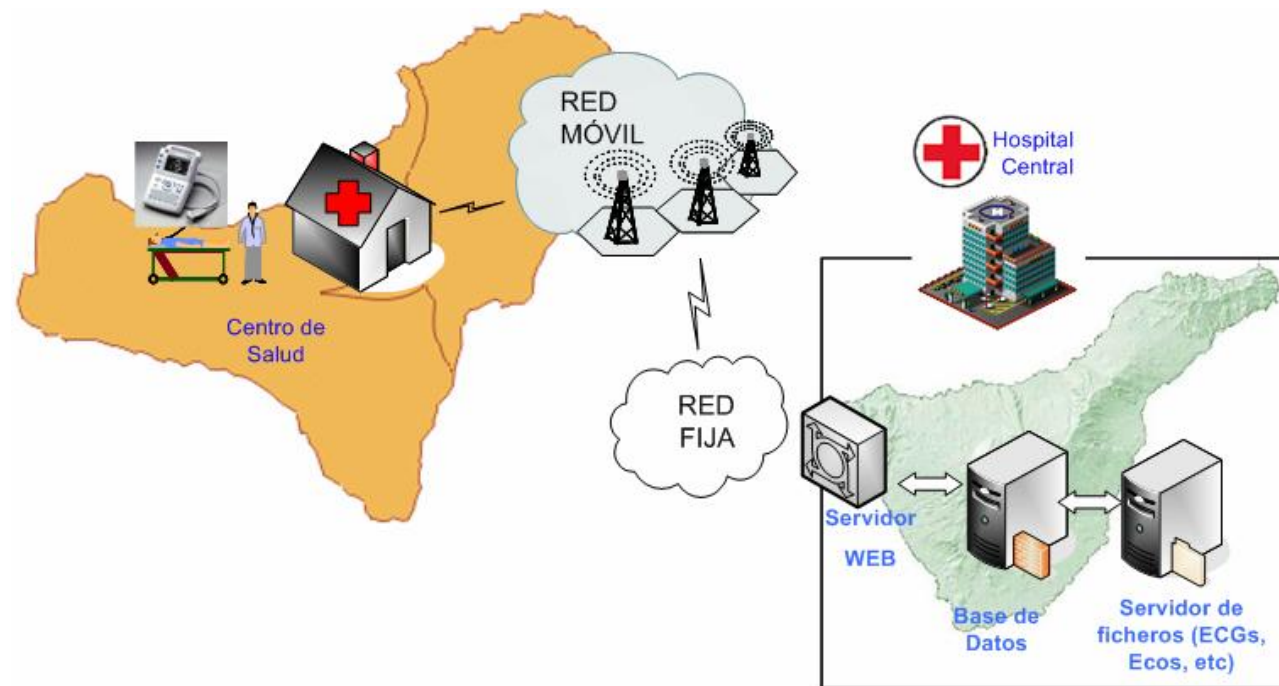 RED
MÓVIL
Hospital
Central
Centro de
Salud
RED
FIJA
Servidor
WEB
Base de
Datos
Servidor de
ficheros (ECGs,
Ecos, etc)